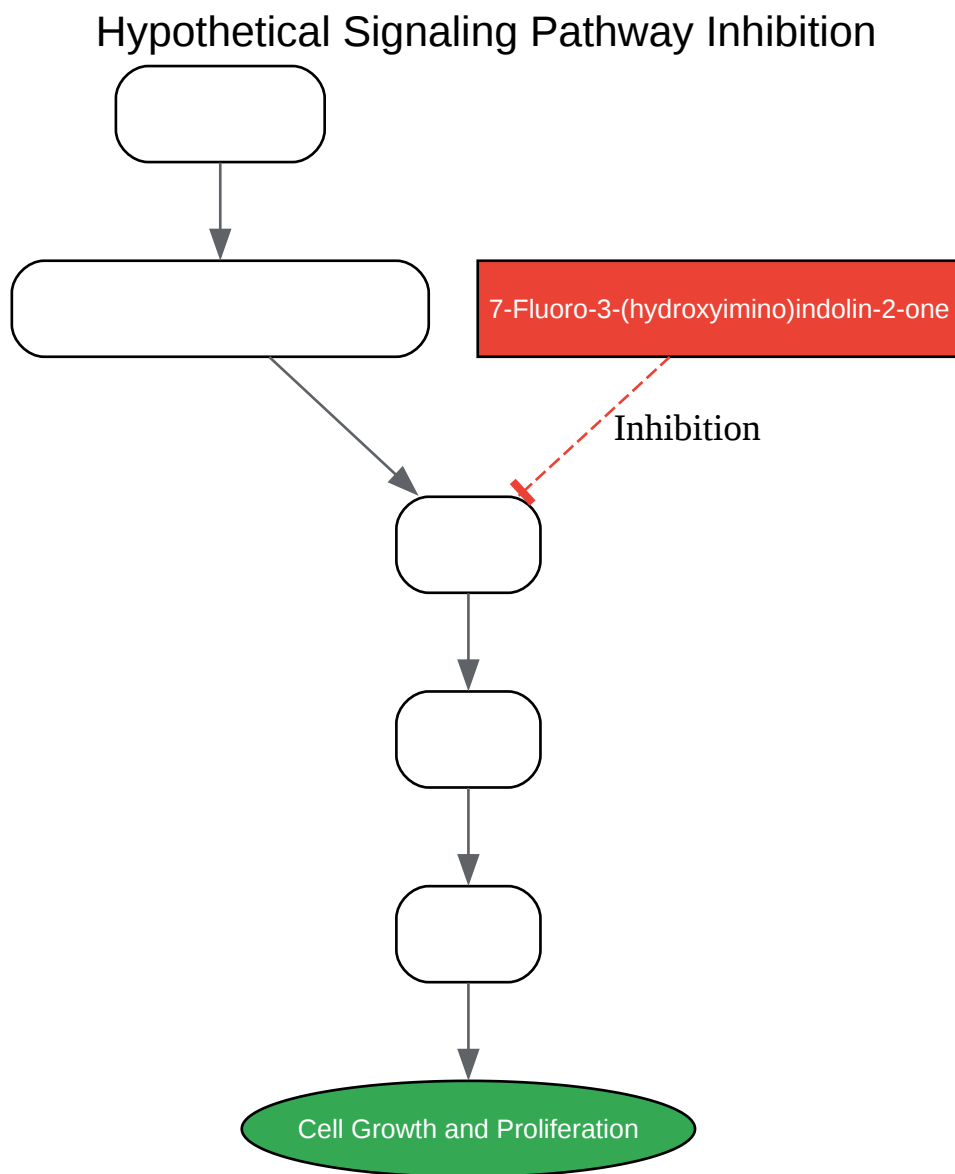 Hypothetical Signaling Pathway Inhibition
7-Fluoro-3-(hydroxyimino)indolin-2-one
Inhibition
Cell Growth and Proliferation